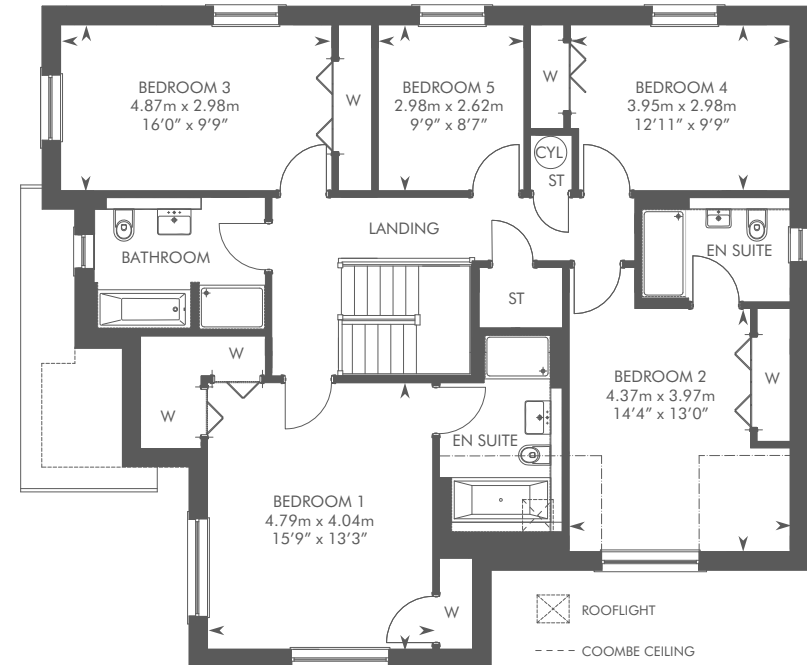 BEDROOM 3
4.87m x 2.98m
16’0” x 9’9”
W
BEDROOM 5
2.98m x 2.62m
9’9” x 8’7”
W
BEDROOM 4
3.95m x 2.98m
12’11” x 9’9”
CYL
ST
LANDING
BATHROOM
EN SUITE
ST
W
W
BEDROOM 2
4.37m x 3.97m
14’4” x 13’0”
W
EN SUITE
BEDROOM 1
4.79m x 4.04m
15’9” x 13’3”
W
ROOFLIGHT
COOMBE CEILING